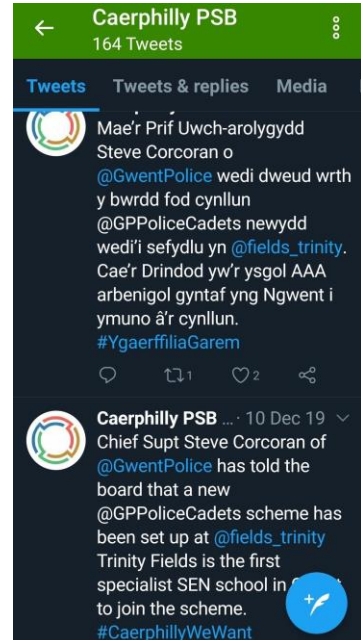 Caerphilly PSB
164 Tweets
Tweets Tweets & replies Media
Mae'r Prif Uwch-arolygydd
Steve Corcoran o
@GwentPolice wedi dweud wrth
y bwrdd fod cynllun
@GPPoliceCadets newydd
wedi'i sefydlu yn @fields_trinity.
Cae'r Drindod yw'r ysgol AAA
arbenigol gyntaf yng Ngwent i
ymuno â'r cynllun.
#YgaerffiliaGarem
1 2
Caerphilly PSB ... · 10 Dec 19
Chief Supt Steve Corcoran of
@GwentPolice has told the
board that a new
@GPPoliceCadets scheme has
been set up at @fields_trinity
Trinity Fields is the first
specialist SEN school in
to join the scheme.
#CaerphillyWeWant